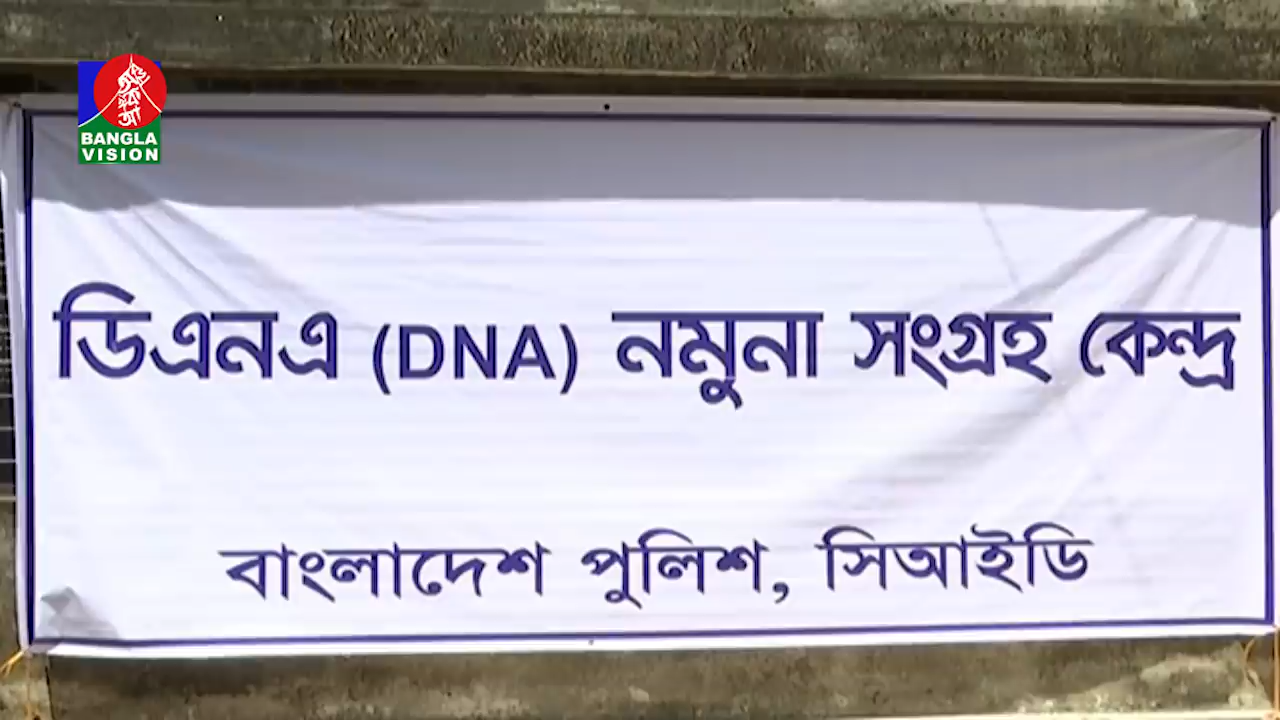 BANGLA
VISION
ডিএনএ (DNA) নমুনা সংগ্রহ কেন্দ্র
বাংলাদেশ পুলিশ, সিআইডি